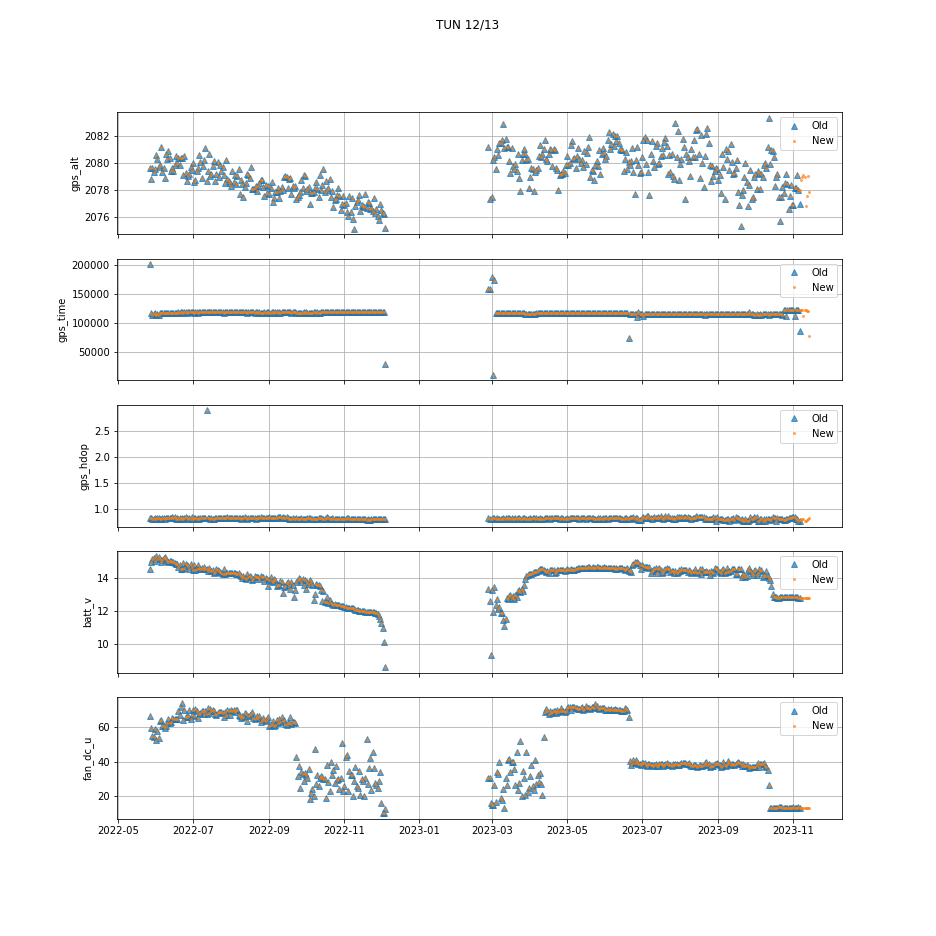 TUN 12/13
2082
2080
2078
2076
gps_alt
Old
New
200000
150000
100000
50000
gps_time
Old
New
2.5
2.0
1.5
1.0
gps_hdop
Old
New
14
12
10
batt_v
Old
New
60
40
20
fan_dc_u
Old
New
2022-05 2022-07 2022-09 2022-11 2023-01 2023-03 2023-05 2023-07 2023-09 2023-11